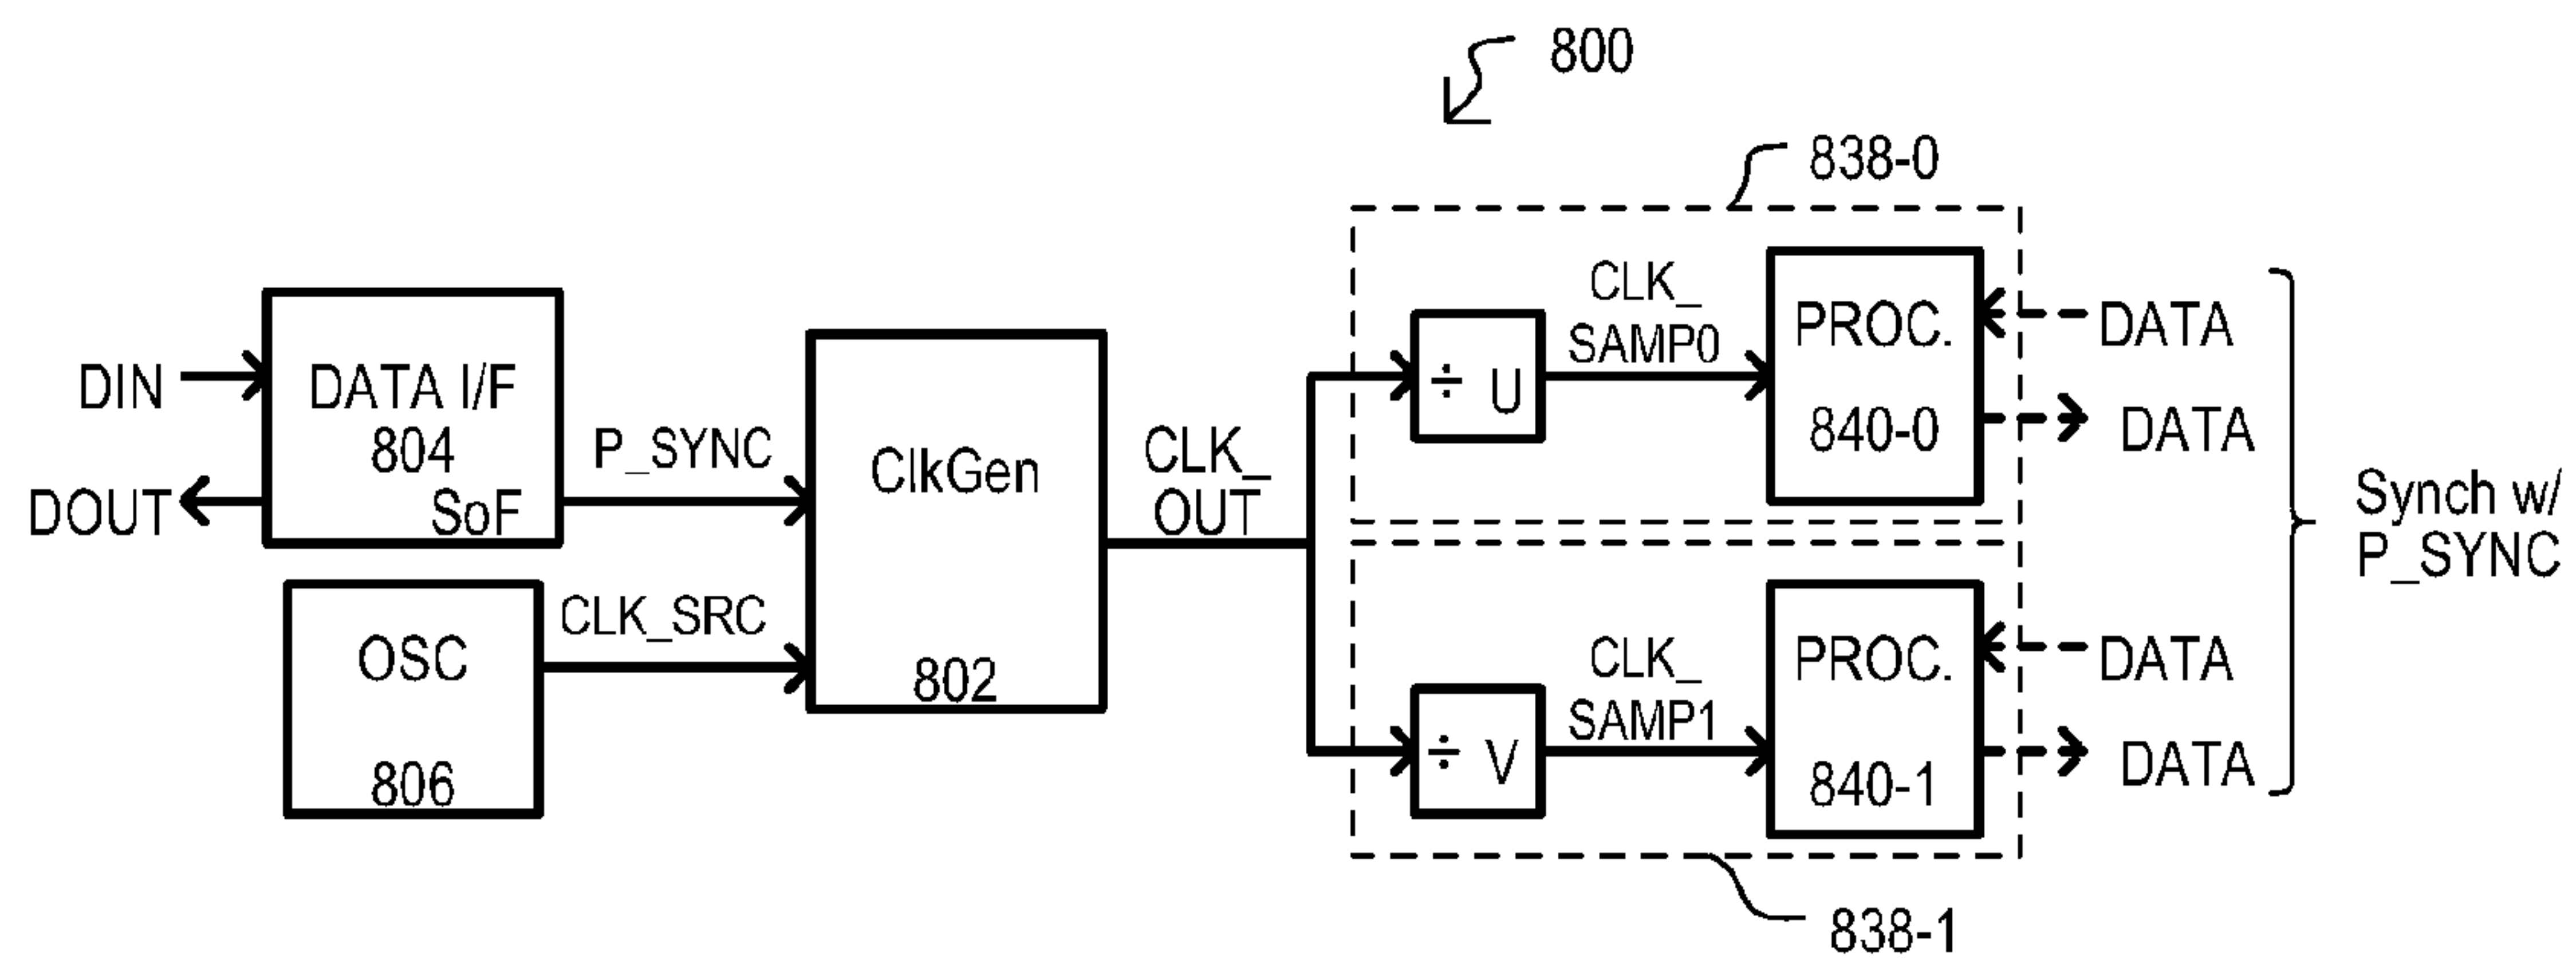 800
838-0
DIN
DATA I/F
804
SoF
DOUT
P_SYNC
OSC
806
CLK_SRC
ClkGen
802
CLK_
OUT
÷ U
CLK_
SAMP0
PROC.
840-0
DATA
DATA
÷ V
CLK_
SAMP1
PROC.
840-1
DATA
DATA
Synch w/
P_SYNC
838-1